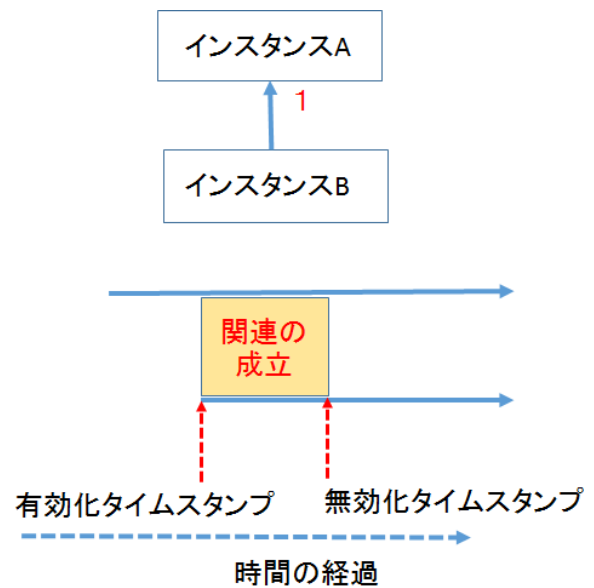 インスタンスA
1
インスタンスB
関連の
成立
有効化タイムスタンプ
無効化タイムスタンプ
時間の経過